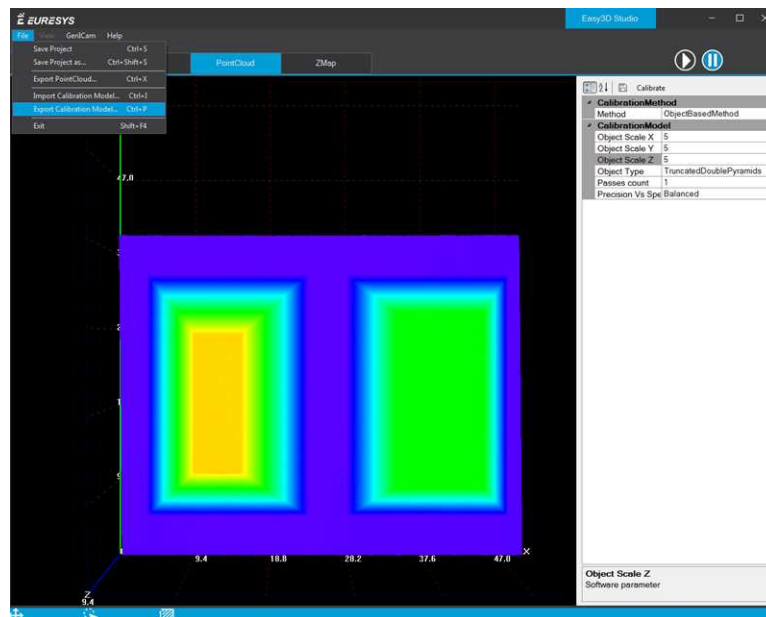 EURESYS
Easy3D Studio
File View GenICam Help
Save Project Ctrl+S
Save Project as... Ctrl+Shift+S
Export PointCloud... Ctrl+X
Import Calibration Model... Ctrl+I
Export Calibration Model... Ctrl+P
Exit Shift+F4
PointCloud
ZMap
Calibrate
CalibrationMethod
Method ObjectBasedMethod
CalibrationModel
Object Scale X 5
Object Scale Y 5
Object Scale Z 5
Object Type TruncatedDoublePyramids
Passes count 1
Precision Vs Spe Balanced
47.0
9.4 18.8 28.2 37.6 47.0 X
Z
9.4
Object Scale Z
Software parameter